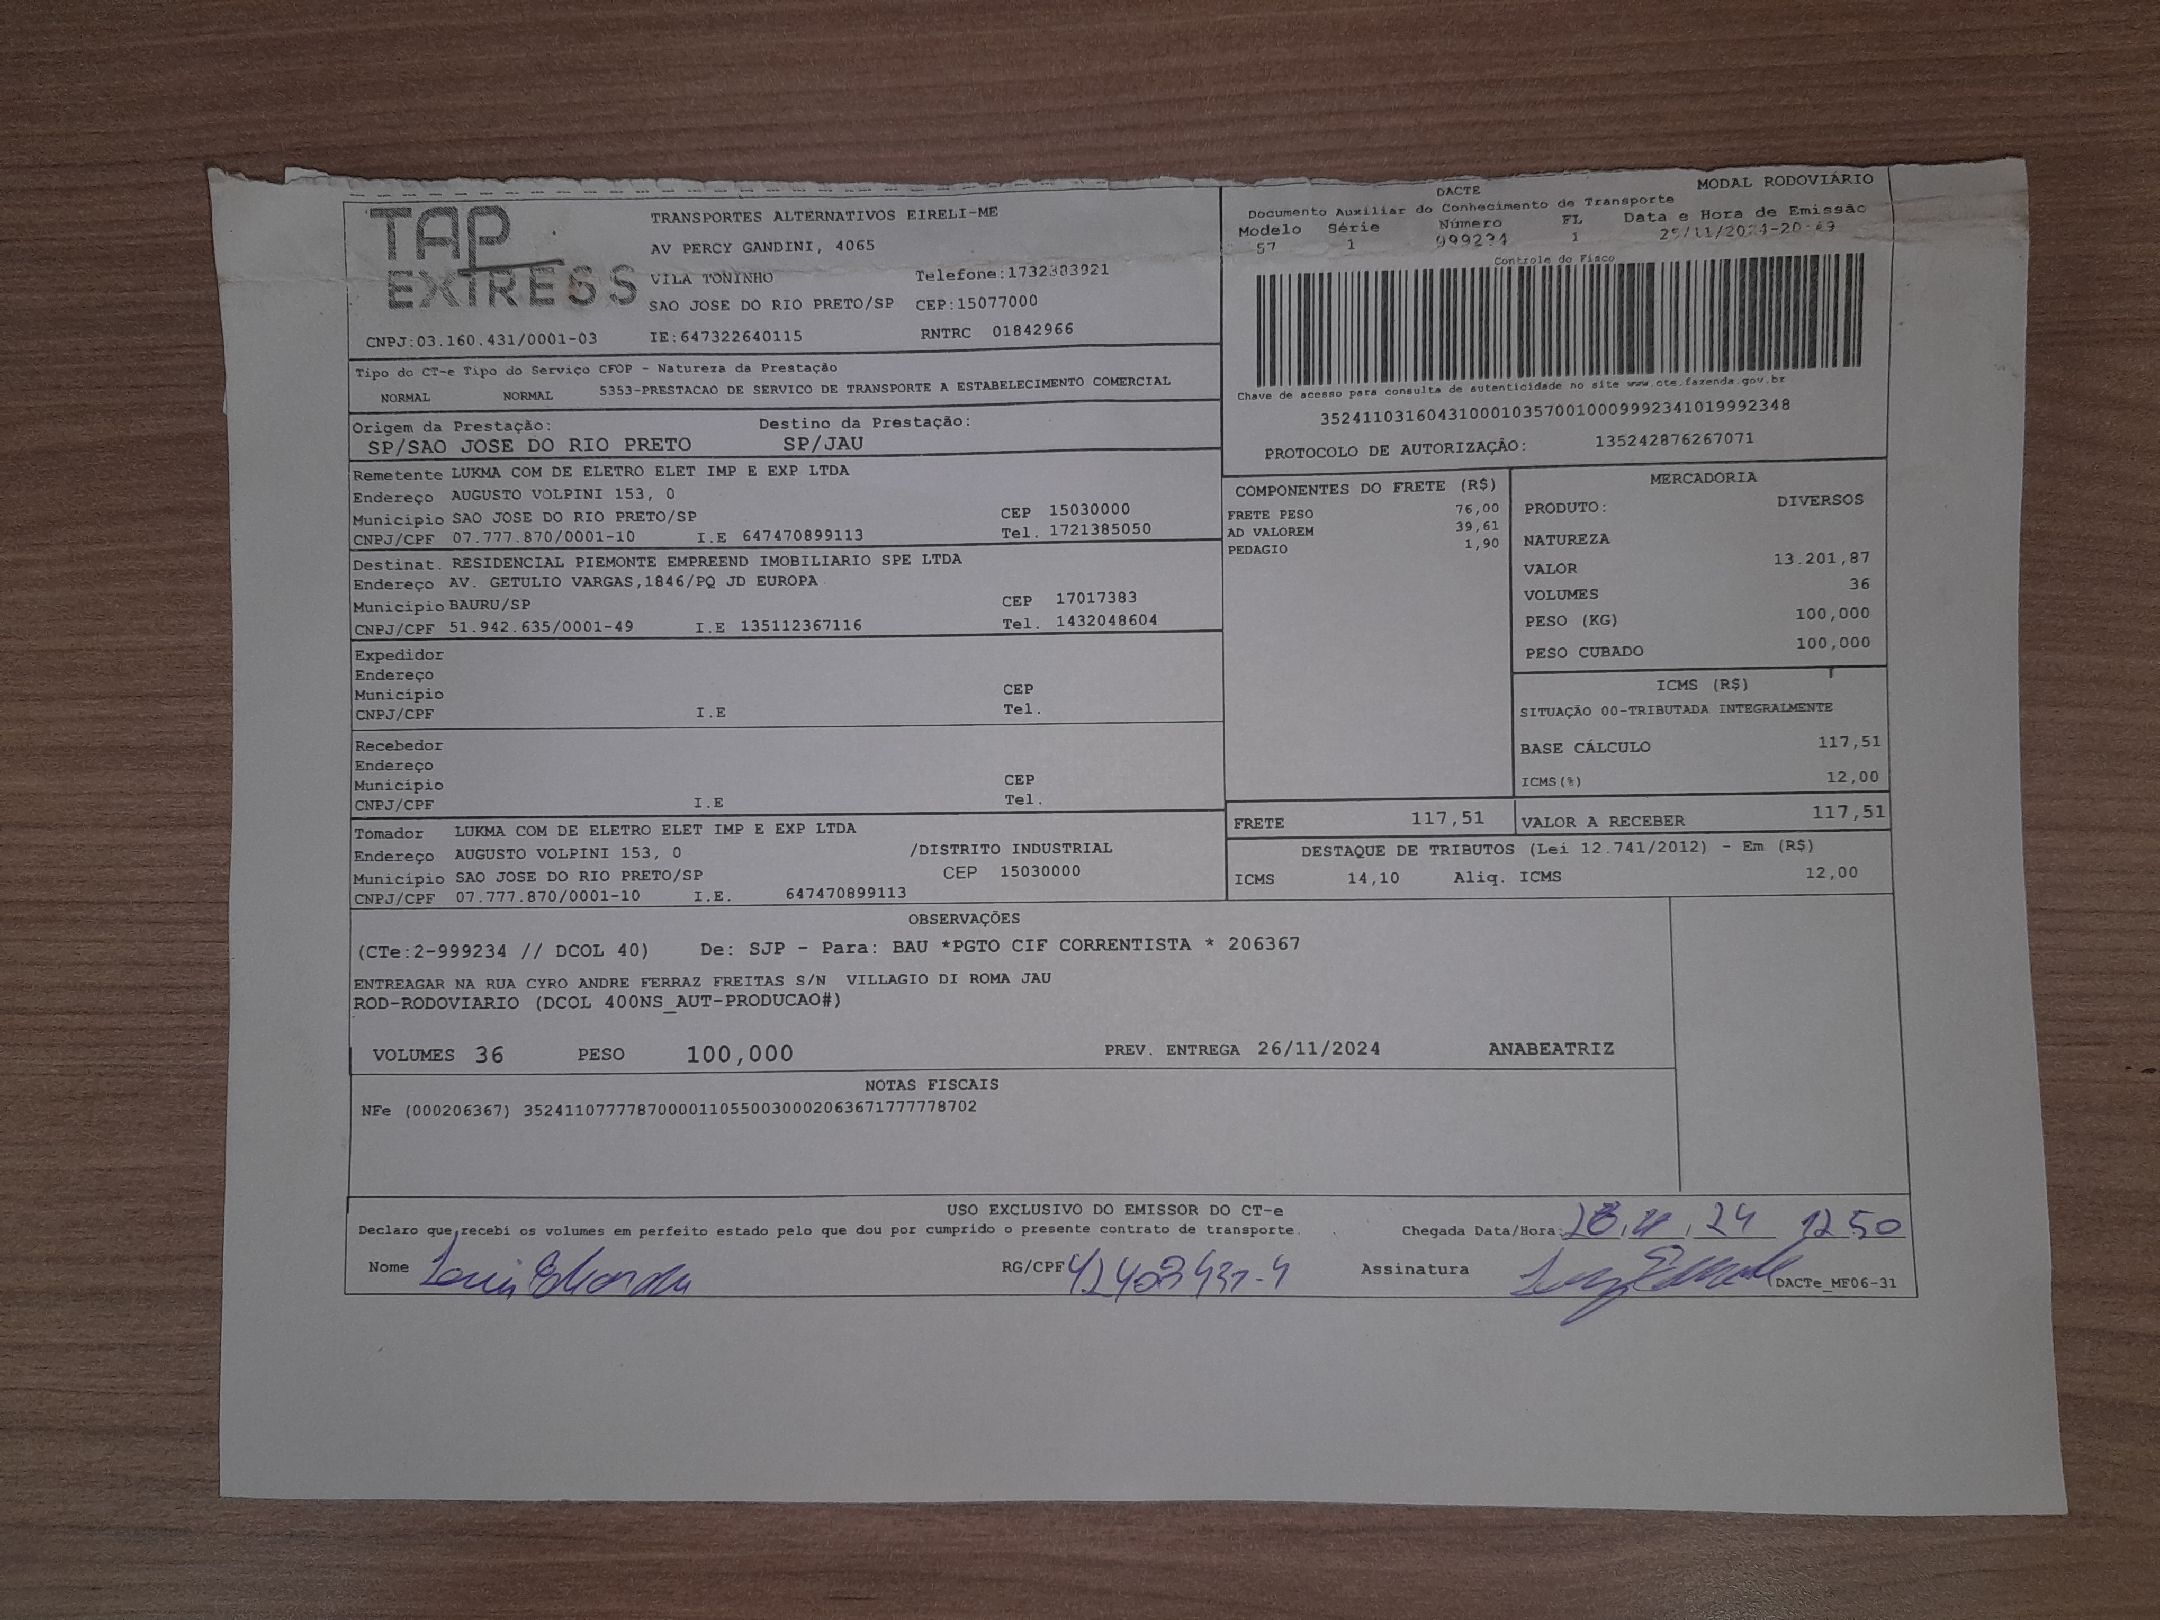 TAP
EXPRESS
TRANSPORTES ALTERNATIVOS EIRELI-ME
AV PERCY GANDINI, 4065
VILA TONINHO Telefone:1732303921
SAO JOSE DO RIO PRETO/SP CEP:15077000
CNPJ:03.160.431/0001-03 IE:647322640115 RNTRC 01842966
DACTE MODAL RODOVIÁRIO
Documento Auxiliar do Conhecimento de Transporte
Modelo Série Número FL Data e Hora de Emissão
57 1 999234 1 25/11/2024-20:49
Controle do Fisco
Chave de acesso para consulta de autenticidade no site www.cte.fazenda.gov.br
35241103160431000103570010009992341019992348
PROTOCOLO DE AUTORIZAÇÃO: 135242876267071
Tipo do CT-e Tipo do Serviço CFOP - Natureza da Prestação
NORMAL NORMAL 5353-PRESTACAO DE SERVICO DE TRANSPORTE A ESTABELECIMENTO COMERCIAL
Origem da Prestação: Destino da Prestação:
SP/SAO JOSE DO RIO PRETO SP/JAU
Remetente LUKMA COM DE ELETRO ELET IMP E EXP LTDA
Endereço AUGUSTO VOLPINI 153, 0
Município SAO JOSE DO RIO PRETO/SP CEP 15030000
CNPJ/CPF 07.777.870/0001-10 I.E 647470899113 Tel. 1721385050
Destinat. RESIDENCIAL PIEMONTE EMPREEND IMOBILIARIO SPE LTDA
Endereço AV. GETULIO VARGAS,1846/PQ JD EUROPA
Município BAURU/SP CEP 17017383
CNPJ/CPF 51.942.635/0001-49 I.E 135112367116 Tel. 1432048604
Expedidor
Endereço
Município CEP
CNPJ/CPF I.E Tel.
Recebedor
Endereço
Município CEP
CNPJ/CPF I.E Tel.
Tomador LUKMA COM DE ELETRO ELET IMP E EXP LTDA
Endereço AUGUSTO VOLPINI 153, 0 /DISTRITO INDUSTRIAL
Município SAO JOSE DO RIO PRETO/SP CEP 15030000
CNPJ/CPF 07.777.870/0001-10 I.E. 647470899113
COMPONENTES DO FRETE (R$)
FRETE PESO 76,00
AD VALOREM 39,61
PEDAGIO 1,90
MERCADORIA
PRODUTO: DIVERSOS
NATUREZA
VALOR 13.201,87
VOLUMES 36
PESO (KG) 100,000
PESO CUBADO 100,000
ICMS (R$)
SITUAÇÃO 00-TRIBUTADA INTEGRALMENTE
BASE CÁLCULO 117,51
ICMS(%) 12,00
FRETE 117,51 VALOR A RECEBER 117,51
DESTAQUE DE TRIBUTOS (Lei 12.741/2012) - Em (R$)
ICMS 14,10 Aliq. ICMS 12,00
OBSERVAÇÕES
(CTe:2-999234 // DCOL 40) De: SJP - Para: BAU *PGTO CIF CORRENTISTA * 206367
ENTREAGAR NA RUA CYRO ANDRE FERRAZ FREITAS S/N VILLAGIO DI ROMA JAU
ROD-RODOVIARIO (DCOL 400NS_AUT-PRODUCAO#)
VOLUMES 36 PESO 100,000 PREV. ENTREGA 26/11/2024 ANABEATRIZ
NOTAS FISCAIS
NFe (000206367) 35241107777870000110550030002063671777778702
USO EXCLUSIVO DO EMISSOR DO CT-e
Declaro que recebi os volumes em perfeito estado pelo que dou por cumprido o presente contrato de transporte. Chegada Data/Hora: 24 12 50
Nome RG/CPF Assinatura DACTe_MF06-31